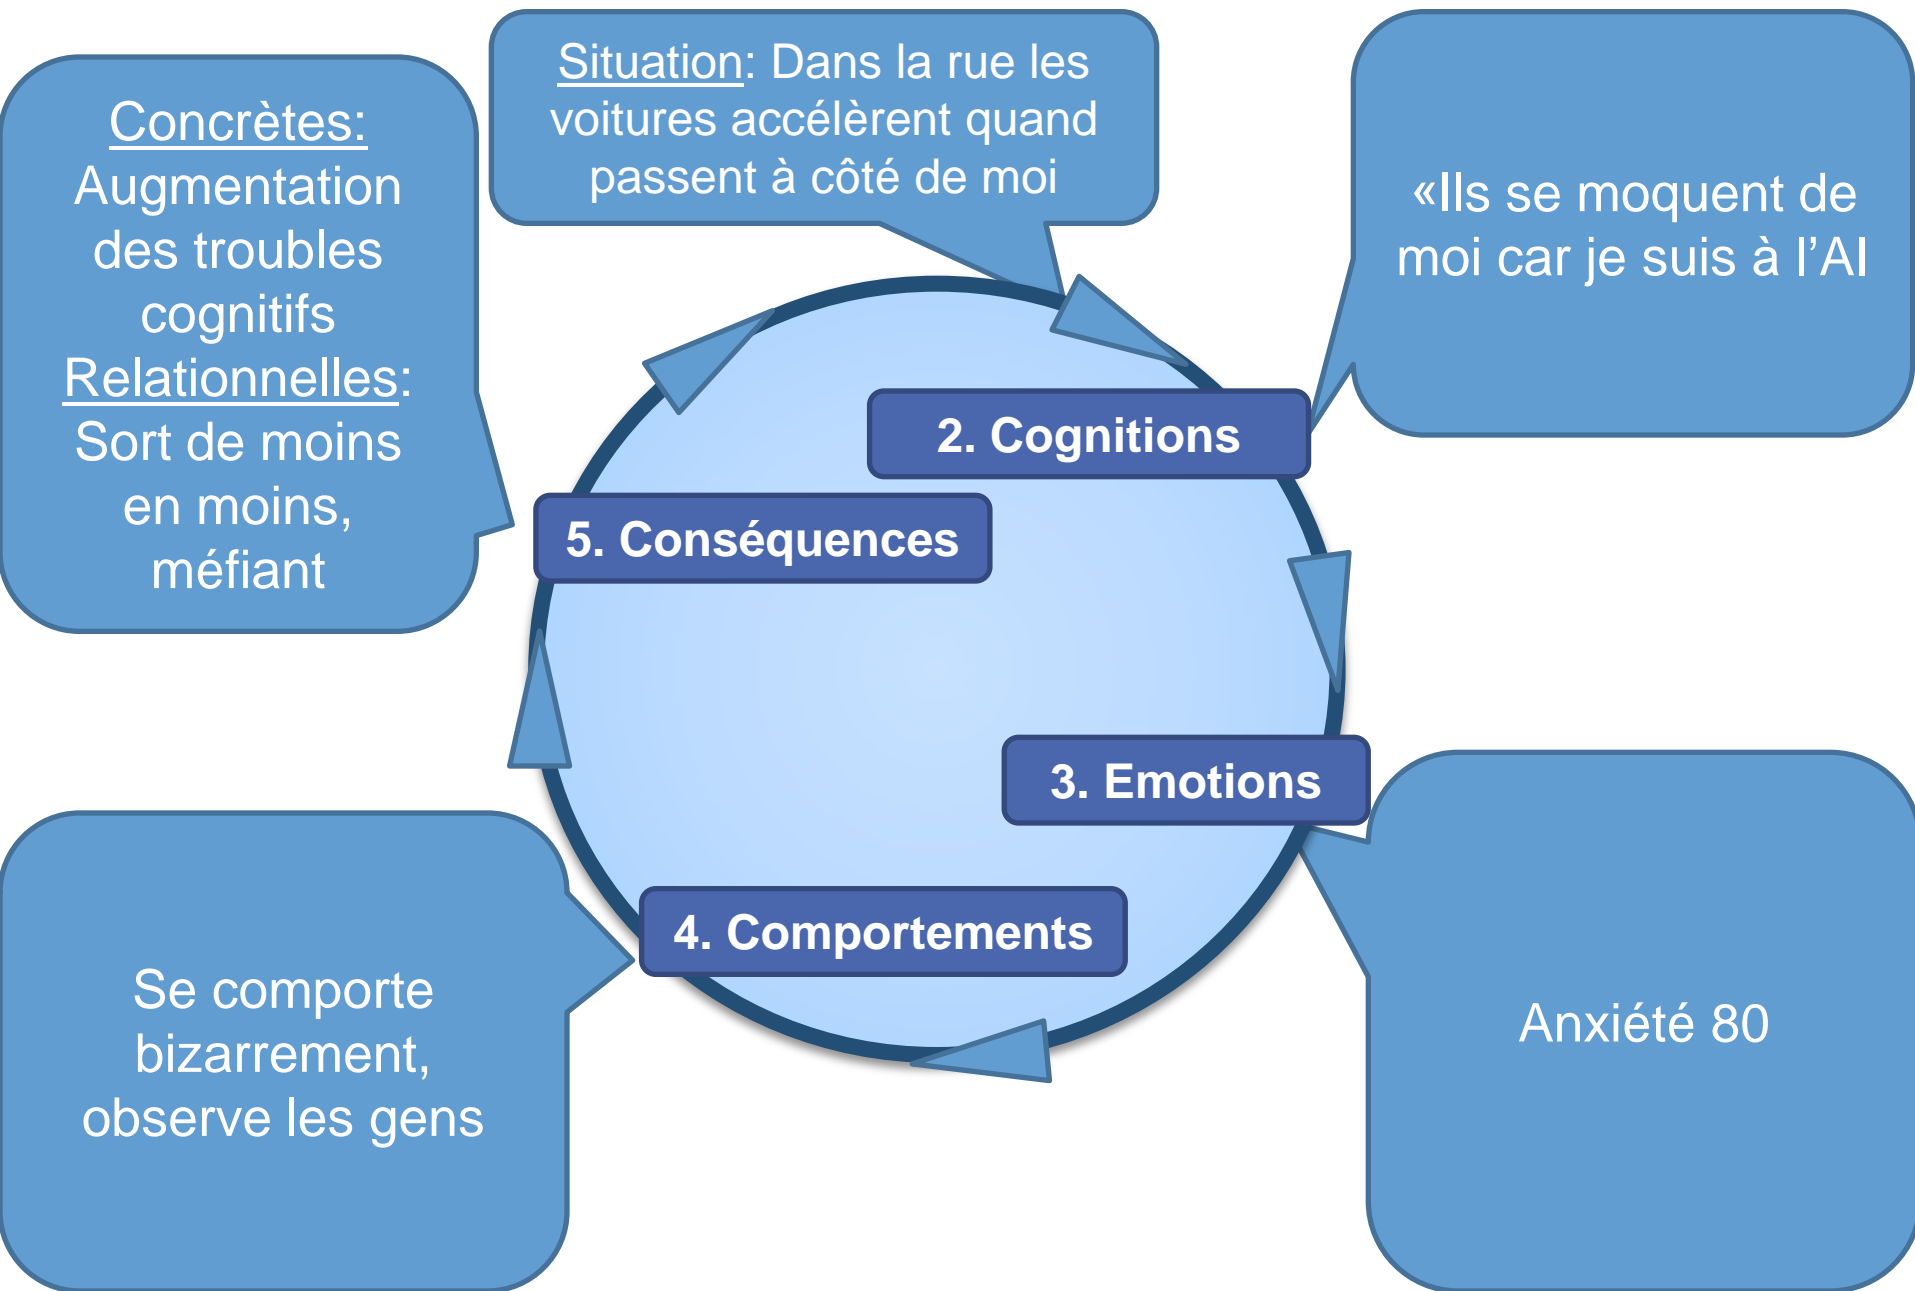 Situation: Dans la rue les
voitures accélèrent quand
passent à côté de moi
«Ils se moquent de
moi car je suis à l’AI
2. Cognitions
3. Emotions
Anxiété 80
4. Comportements
Se comporte
bizarrement,
observe les gens
5. Conséquences
Concrètes:
Augmentation
des troubles
cognitifs
Relationnelles:
Sort de moins
en moins,
méfiant